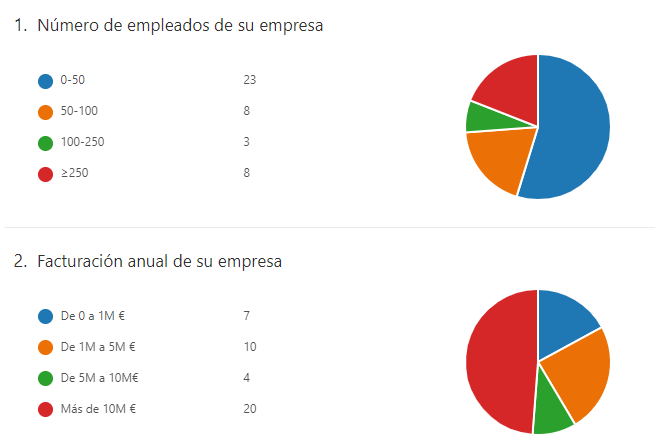 1. Número de empleados de su empresa
0-50 23
50-100 8
100-250 3
≥250 8
2. Facturación anual de su empresa
De 0 a 1M € 7
De 1M a 5M € 10
De 5M a 10M€ 4
Más de 10M € 20